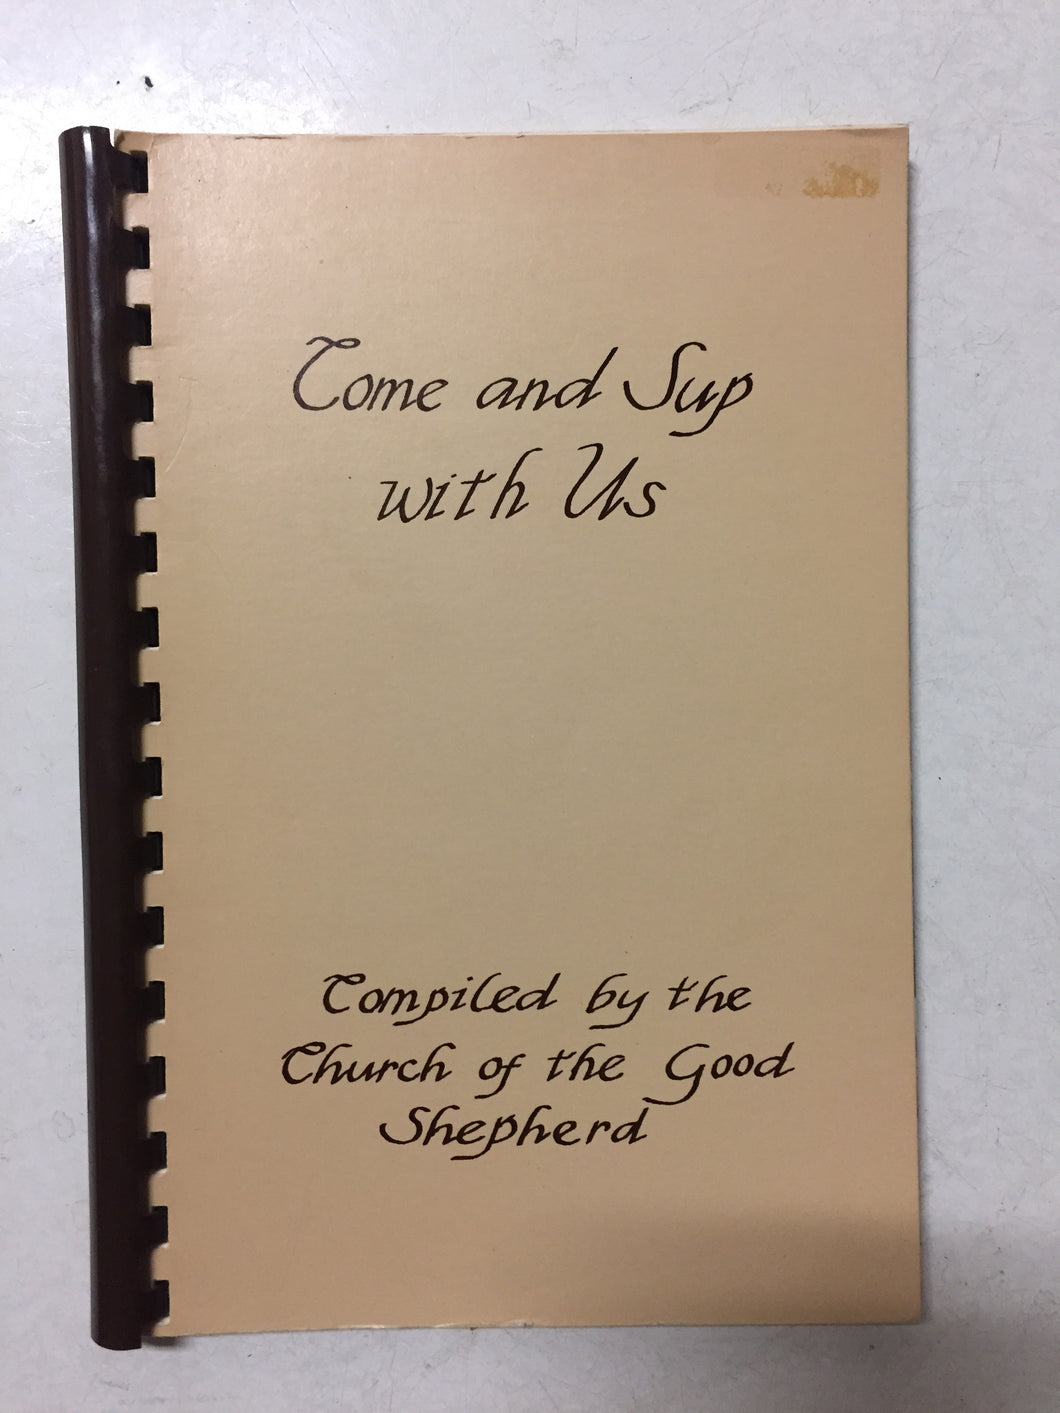 Come and Sup
with Us
Compiled by the
Church of the Good
Shepherd